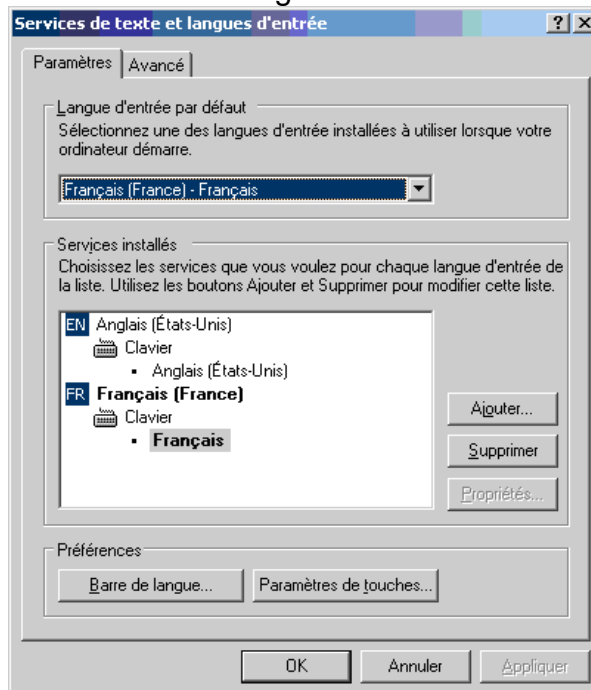 Services de texte et langues d'entrée
Paramètres
Avancé
Langue d'entrée par défaut
Sélectionnez une des langues d'entrée installées à utiliser lorsque votre
ordinateur démarre.
Français (France) - Français
Services installés
Choisissez les services que vous voulez pour chaque langue d'entrée de
la liste. Utilisez les boutons Ajouter et Supprimer pour modifier cette liste.
EN Anglais (États-Unis)
Clavier
Anglais (États-Unis)
FR Français (France)
Clavier
Français
Ajouter...
Supprimer
Propriétés...
Préférences
Barre de langue...
Paramètres de touches...
OK
Annuler
Appliquer